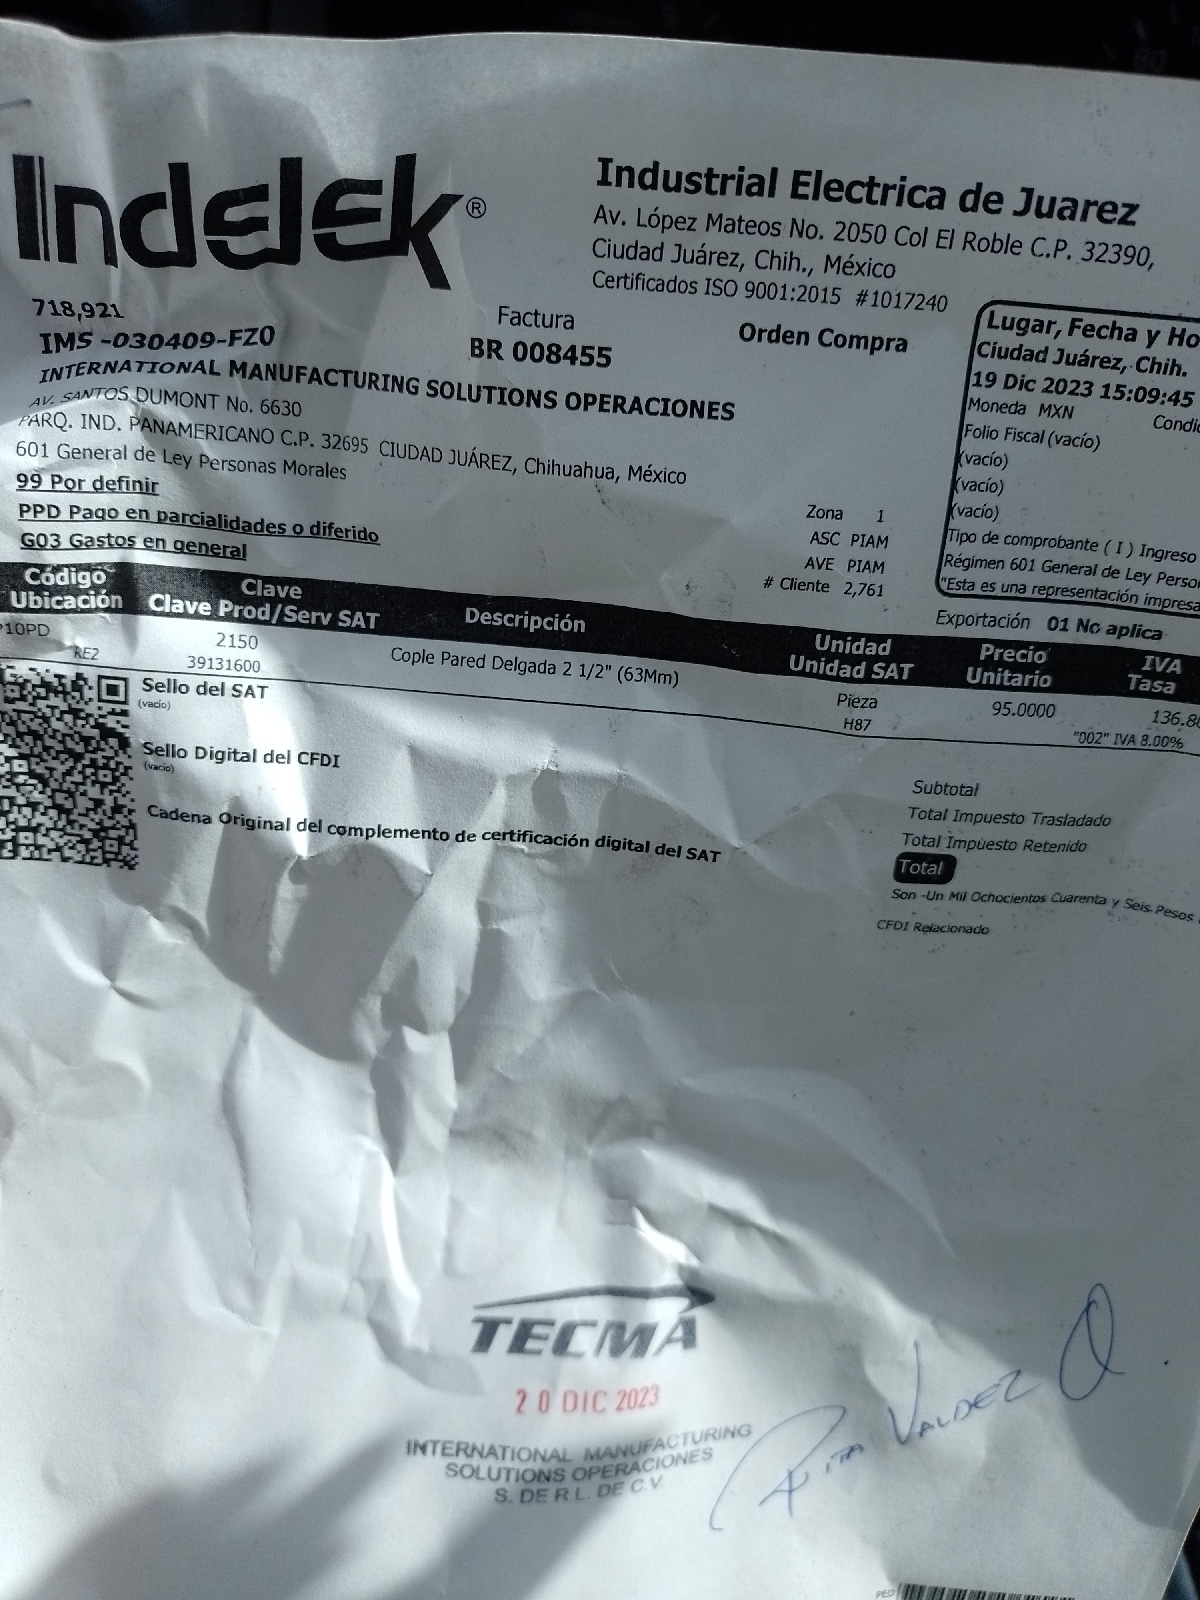 Indelek®
Industrial Electrica de Juarez
Av. López Mateos No. 2050 Col El Roble C.P. 32390,
Ciudad Juárez, Chih., México
Certificados ISO 9001:2015 #1017240
718,921
IMS -030409-FZ0
Factura
BR 008455
Orden Compra
INTERNATIONAL MANUFACTURING SOLUTIONS OPERACIONES
AV. SANTOS DUMONT No. 6630
PARQ. IND. PANAMERICANO C.P. 32695 CIUDAD JUÁREZ, Chihuahua, México
601 General de Ley Personas Morales
99 Por definir
PPD Pago en parcialidades o diferido
G03 Gastos en general
Lugar, Fecha y Ho
Ciudad Juárez, Chih.
19 Dic 2023 15:09:45
Moneda MXN Condic
Folio Fiscal (vacío)
(vacío)
(vacío)
(vacío)
Tipo de comprobante ( I ) Ingreso
Régimen 601 General de Ley Perso
"Esta es una representación impresa
Zona 1
ASC PIAM
AVE PIAM
# Cliente 2,761
Exportación 01 No aplica
Código Clave Descripción Unidad Precio IVA
Ubicación Clave Prod/Serv SAT Unidad SAT Unitario Tasa
10PD 2150 Cople Pared Delgada 2 1/2" (63Mm) Pieza 95.0000 136.8
RE2 39131600 H87 "002" IVA 8.00%
Sello del SAT
(vacío)
Sello Digital del CFDI
(vacío)
Cadena Original del complemento de certificación digital del SAT
Subtotal
Total Impuesto Trasladado
Total Impuesto Retenido
Total
Son -Un Mil Ochocientos Cuarenta y Seis Pesos
CFDI Relacionado
TECMA
20 DIC 2023
INTERNATIONAL MANUFACTURING
SOLUTIONS OPERACIONES
S. DE R.L. DE C.V.
RITA VALDEZ O.
PED